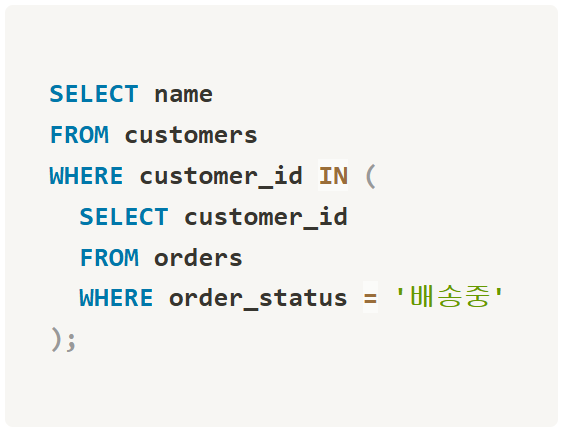 SELECT name
FROM customers
WHERE customer_id IN (
  SELECT customer_id
  FROM orders
  WHERE order_status = '배송중'
);